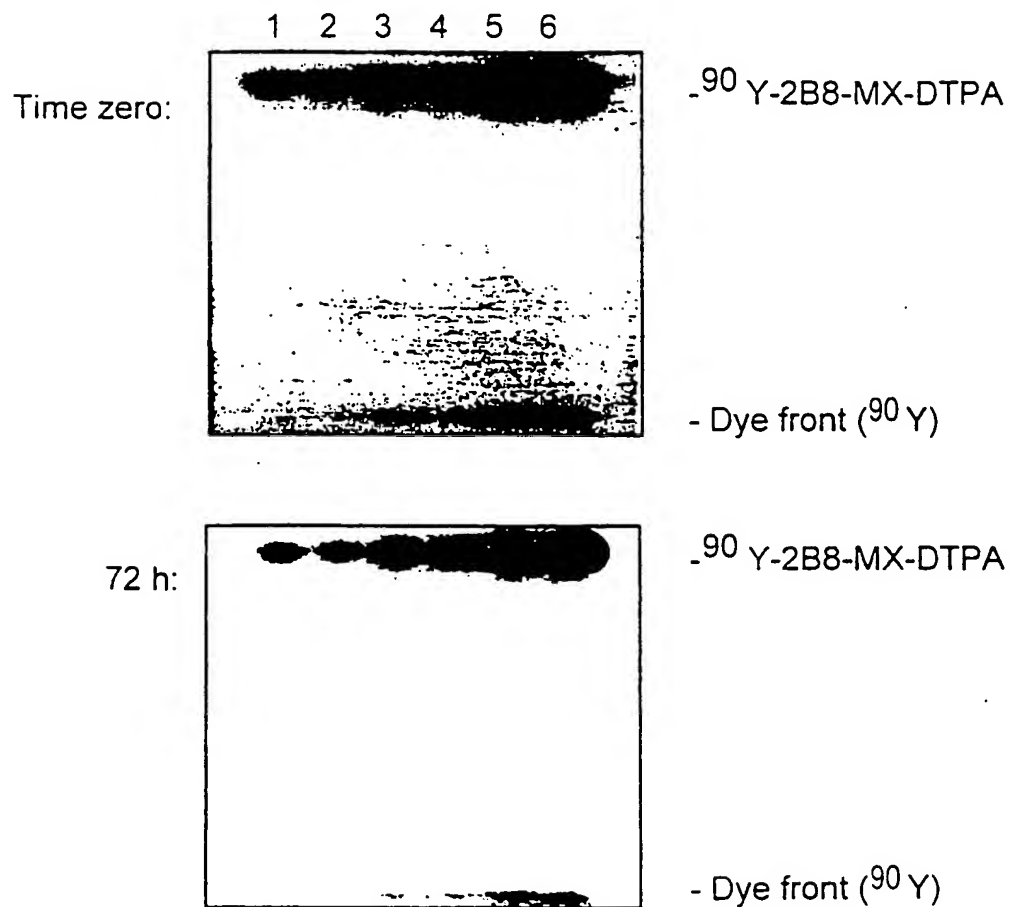 1 2 3 4 5 6
Time zero:
-90 Y-2B8-MX-DTPA
- Dye front (90 Y)
72 h:
-90 Y-2B8-MX-DTPA
- Dye front (90 Y)